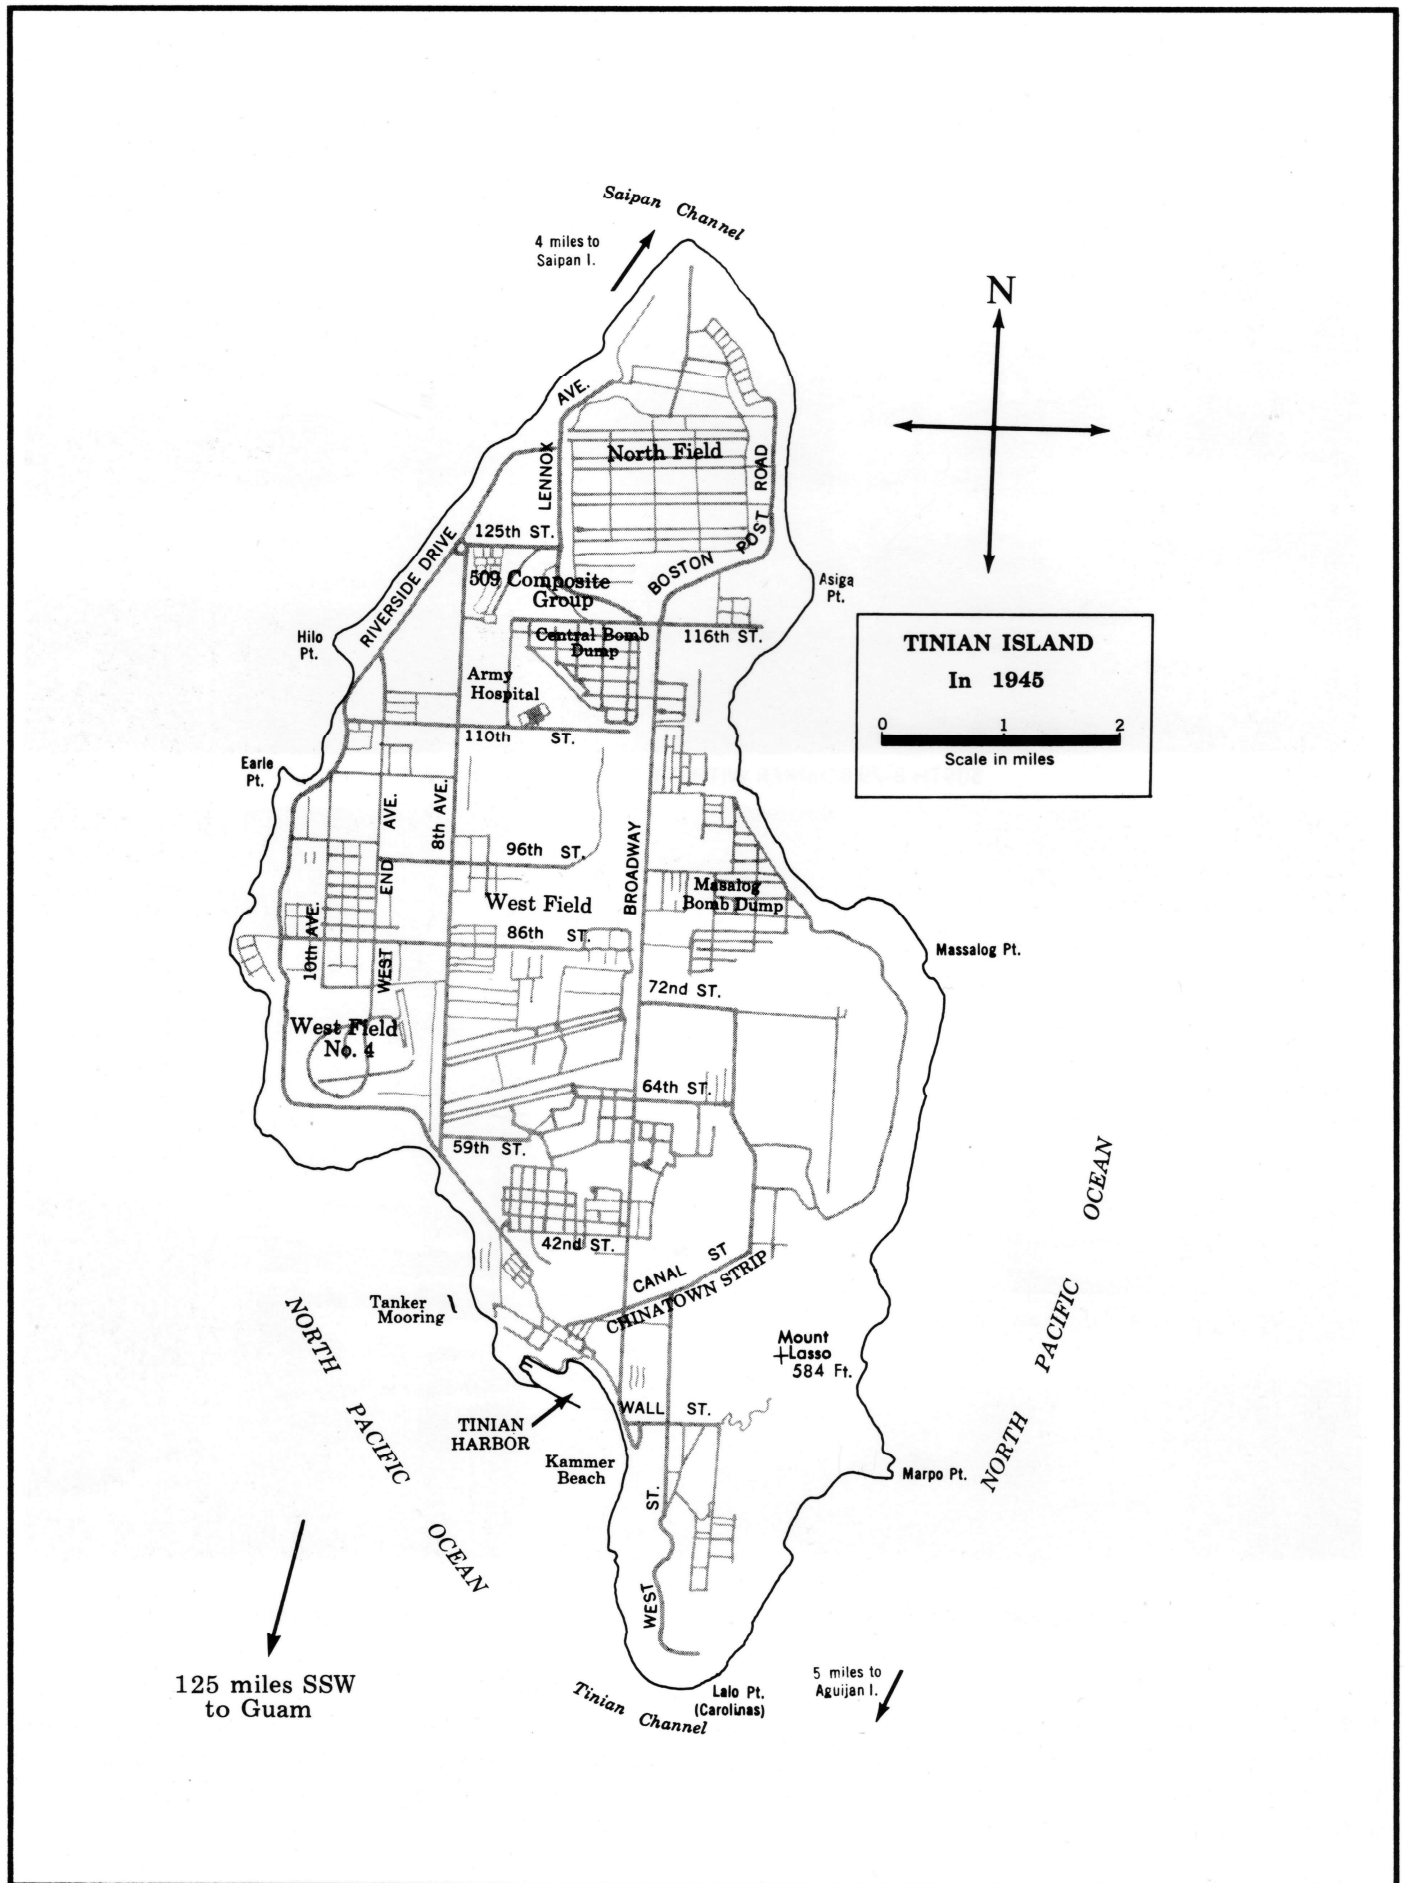 Saipan Channel
4 miles to
Saipan I.
N
LENNOX AVE.
North Field
BOSTON POST ROAD
125th ST.
RIVERSIDE DRIVE
509 Composite
Group
Asiga
Pt.
Hilo
Pt.
Central Bomb
Dump
116th ST.
TINIAN ISLAND
In 1945
0 1 2
Scale in miles
Army
Hospital
110th ST.
Earle
Pt.
WEST END AVE.
8th AVE.
BROADWAY
96th ST.
10th AVE.
West Field
Masalog
Bomb Dump
86th ST.
Massalog Pt.
72nd ST.
West Field
No. 4
64th ST.
59th ST.
42nd ST.
CANAL ST
CHINATOWN STRIP
Tanker
Mooring
Mount
Lasso
584 Ft.
NORTH PACIFIC OCEAN
NORTH PACIFIC OCEAN
WALL ST.
TINIAN
HARBOR
Kammer
Beach
Marpo Pt.
WEST ST.
125 miles SSW
to Guam
5 miles to
Aguijan I.
Lalo Pt.
(Carolinas)
Tinian Channel